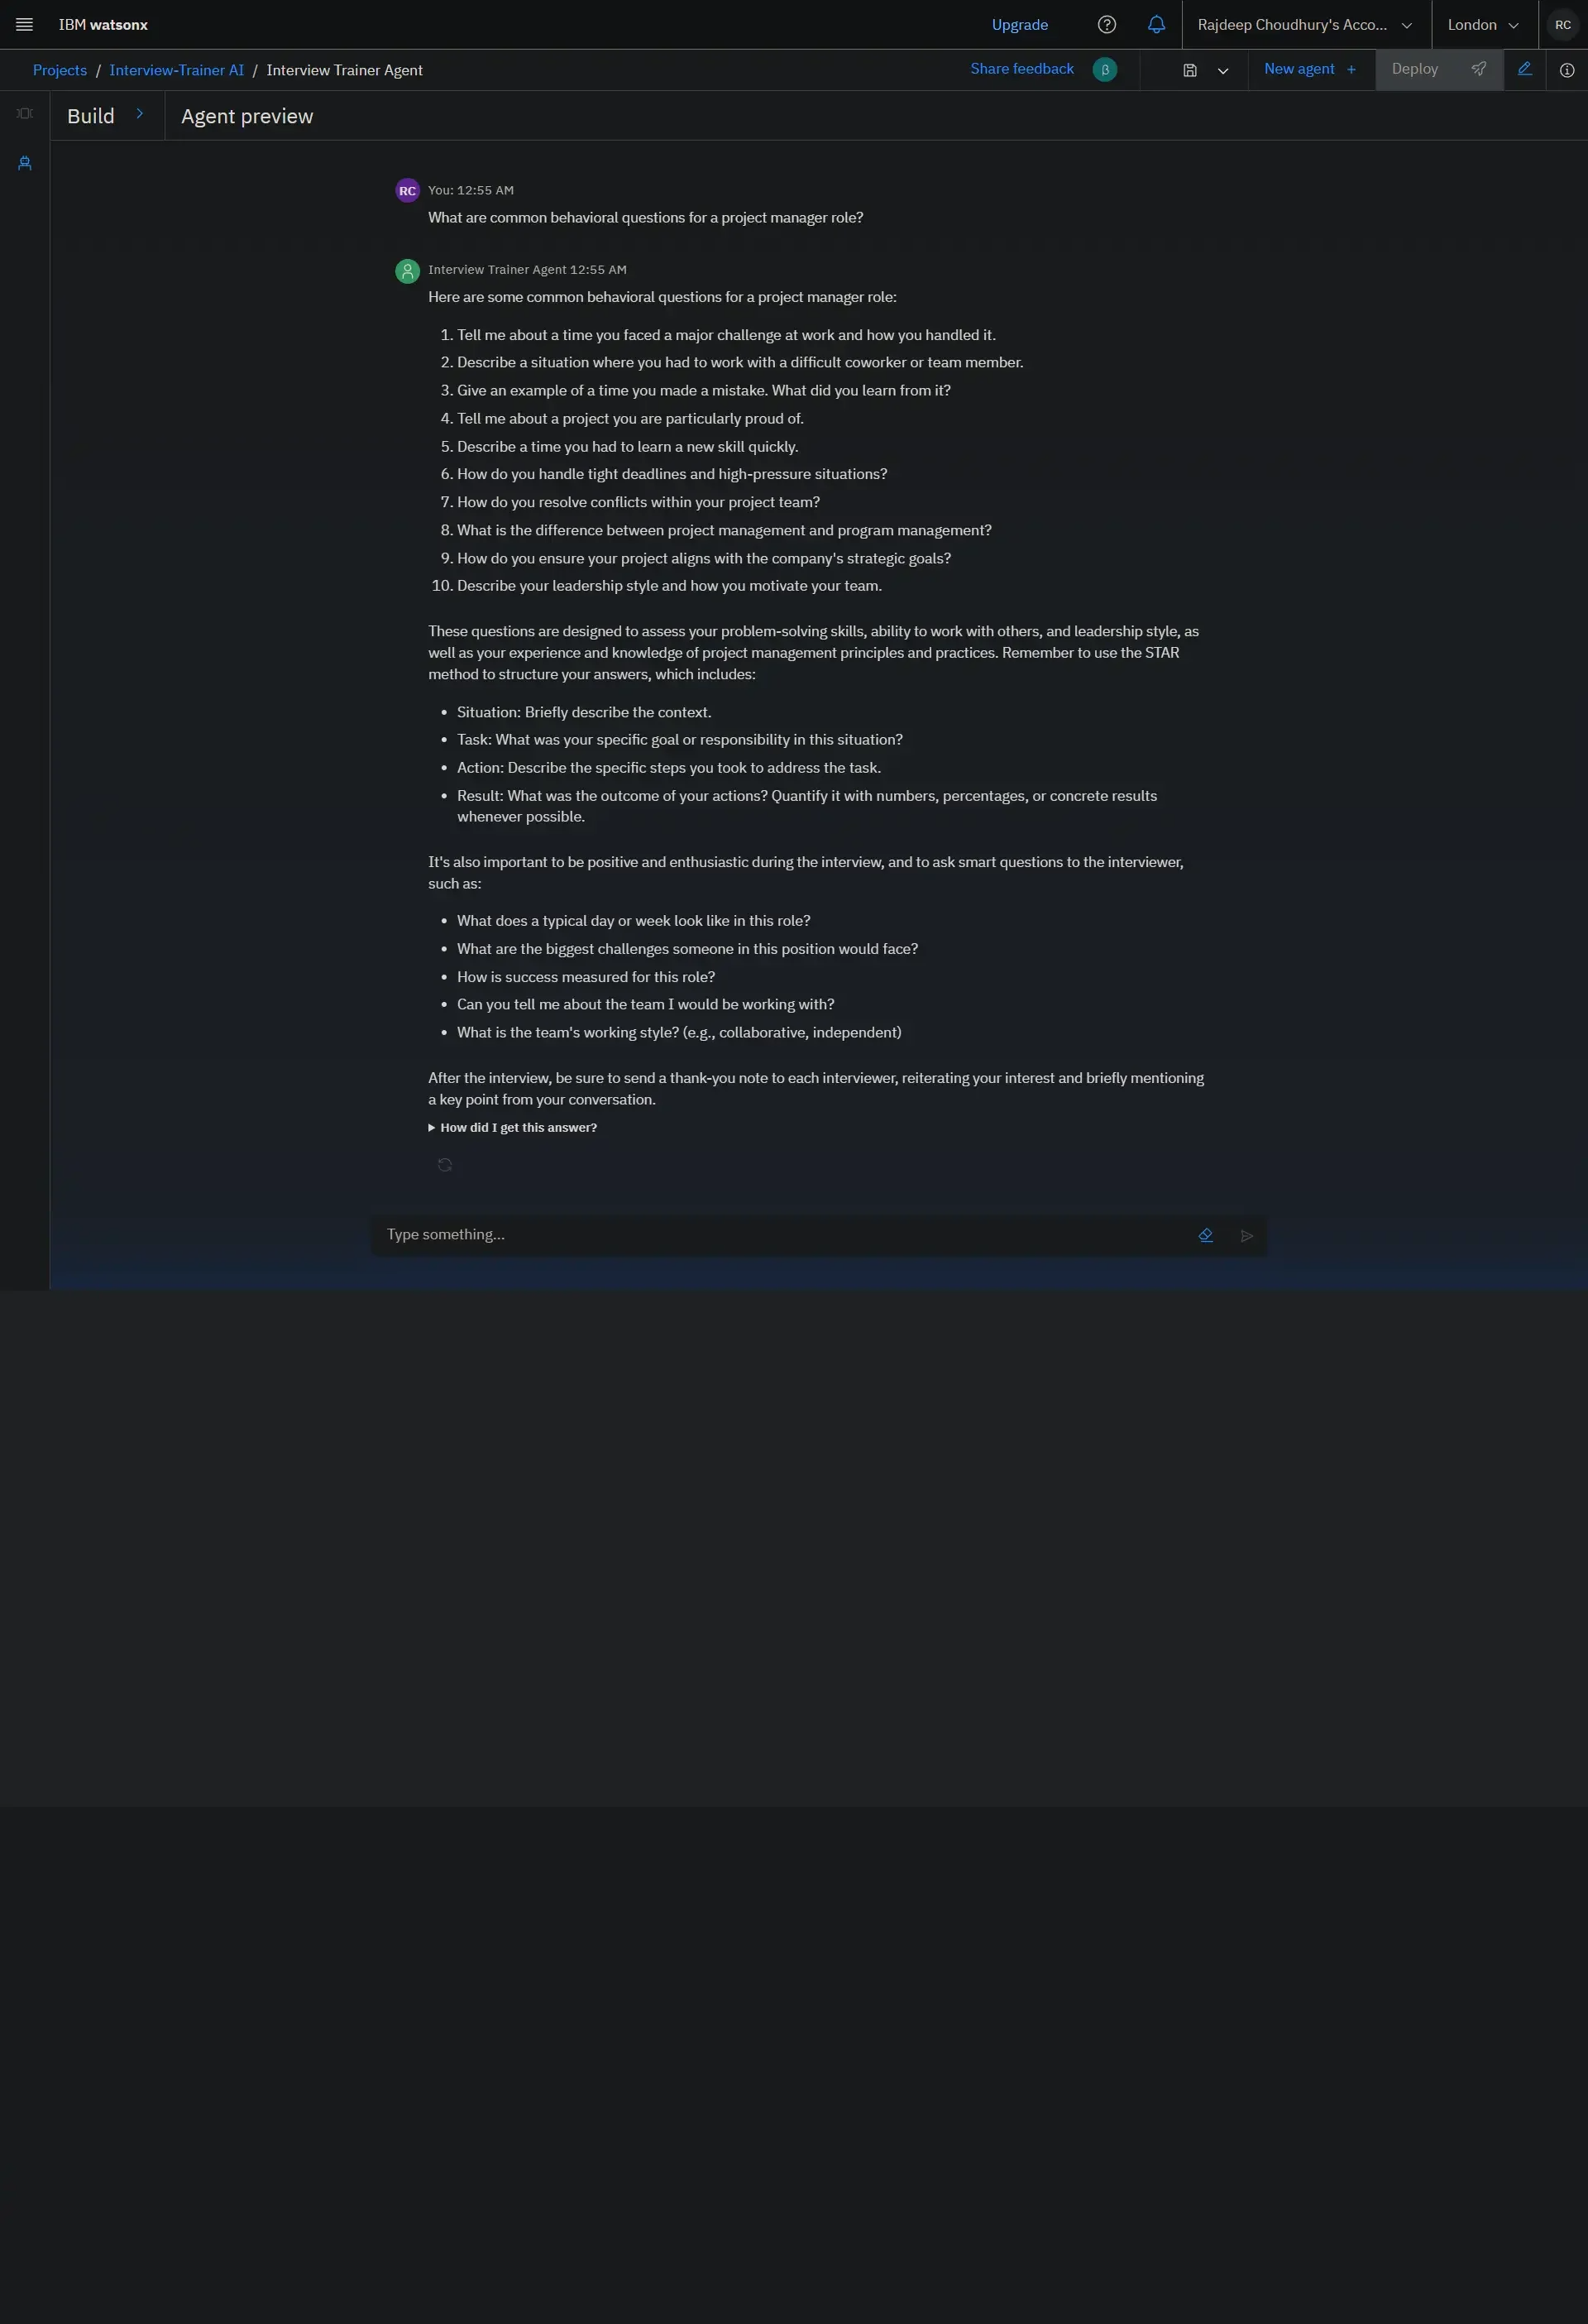 IBM watsonx
Upgrade
Rajdeep Choudhury's Acco...
London
RC
Projects / Interview-Trainer AI / Interview Trainer Agent
Share feedback
β
New agent +
Deploy
Build
Agent preview
RC
You: 12:55 AM
What are common behavioral questions for a project manager role?
Interview Trainer Agent 12:55 AM
Here are some common behavioral questions for a project manager role:
1. Tell me about a time you faced a major challenge at work and how you handled it.
2. Describe a situation where you had to work with a difficult coworker or team member.
3. Give an example of a time you made a mistake. What did you learn from it?
4. Tell me about a project you are particularly proud of.
5. Describe a time you had to learn a new skill quickly.
6. How do you handle tight deadlines and high-pressure situations?
7. How do you resolve conflicts within your project team?
8. What is the difference between project management and program management?
9. How do you ensure your project aligns with the company's strategic goals?
10. Describe your leadership style and how you motivate your team.
These questions are designed to assess your problem-solving skills, ability to work with others, and leadership style, as
well as your experience and knowledge of project management principles and practices. Remember to use the STAR
method to structure your answers, which includes:
• Situation: Briefly describe the context.
• Task: What was your specific goal or responsibility in this situation?
• Action: Describe the specific steps you took to address the task.
• Result: What was the outcome of your actions? Quantify it with numbers, percentages, or concrete results
whenever possible.
It's also important to be positive and enthusiastic during the interview, and to ask smart questions to the interviewer,
such as:
• What does a typical day or week look like in this role?
• What are the biggest challenges someone in this position would face?
• How is success measured for this role?
• Can you tell me about the team I would be working with?
• What is the team's working style? (e.g., collaborative, independent)
After the interview, be sure to send a thank-you note to each interviewer, reiterating your interest and briefly mentioning
a key point from your conversation.
How did I get this answer?
Type something...